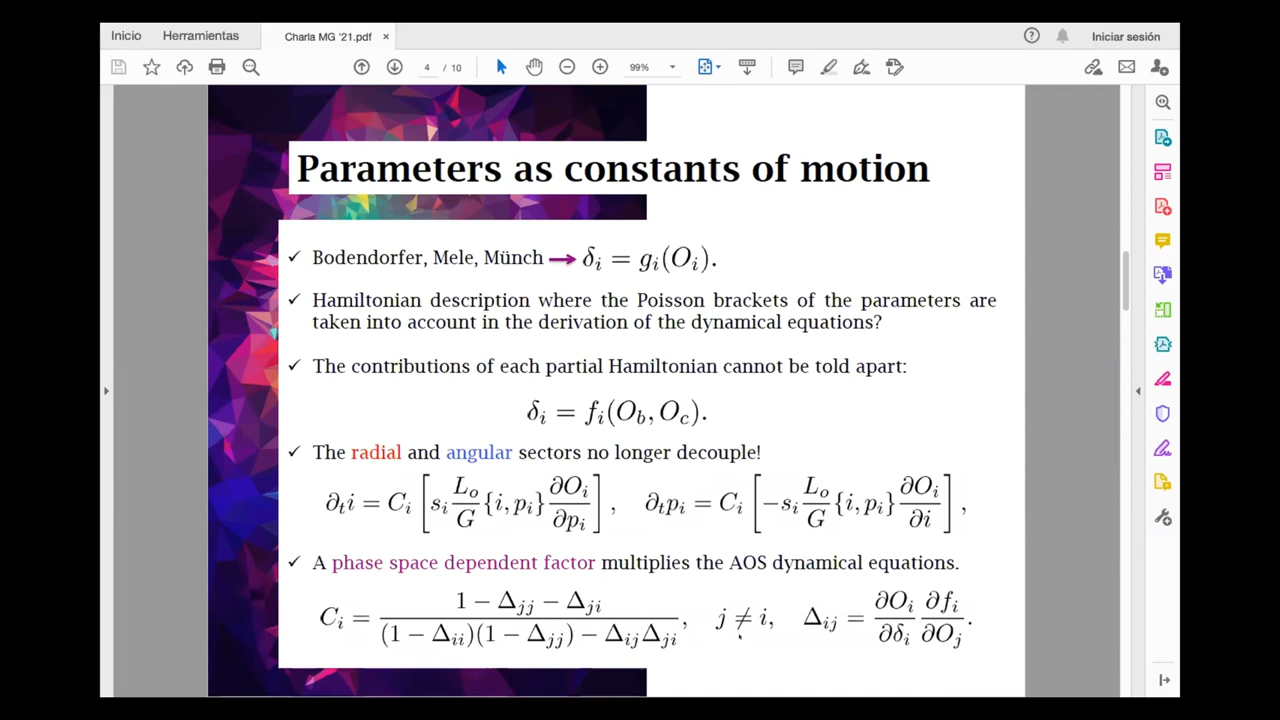 Inicio Herramientas Charla MG '21.pdf × Iniciar sesión
4 / 10 99%
Parameters as constants of motion
✓ Bodendorfer, Mele, Münch → δ_i = g_i(O_i).
✓ Hamiltonian description where the Poisson brackets of the parameters are
taken into account in the derivation of the dynamical equations?
✓ The contributions of each partial Hamiltonian cannot be told apart:
δ_i = f_i(O_b, O_c).
✓ The radial and angular sectors no longer decouple!
∂_t i = C_i [ s_i L_o/G {i, p_i} ∂O_i/∂p_i ] , ∂_t p_i = C_i [ −s_i L_o/G {i, p_i} ∂O_i/∂i ] ,
✓ A phase space dependent factor multiplies the AOS dynamical equations.
C_i = (1 − Δ_jj − Δ_ji) / ((1 − Δ_ii)(1 − Δ_jj) − Δ_ij Δ_ji) , j ≠ i, Δ_ij = ∂O_i/∂δ_i ∂f_i/∂O_j .